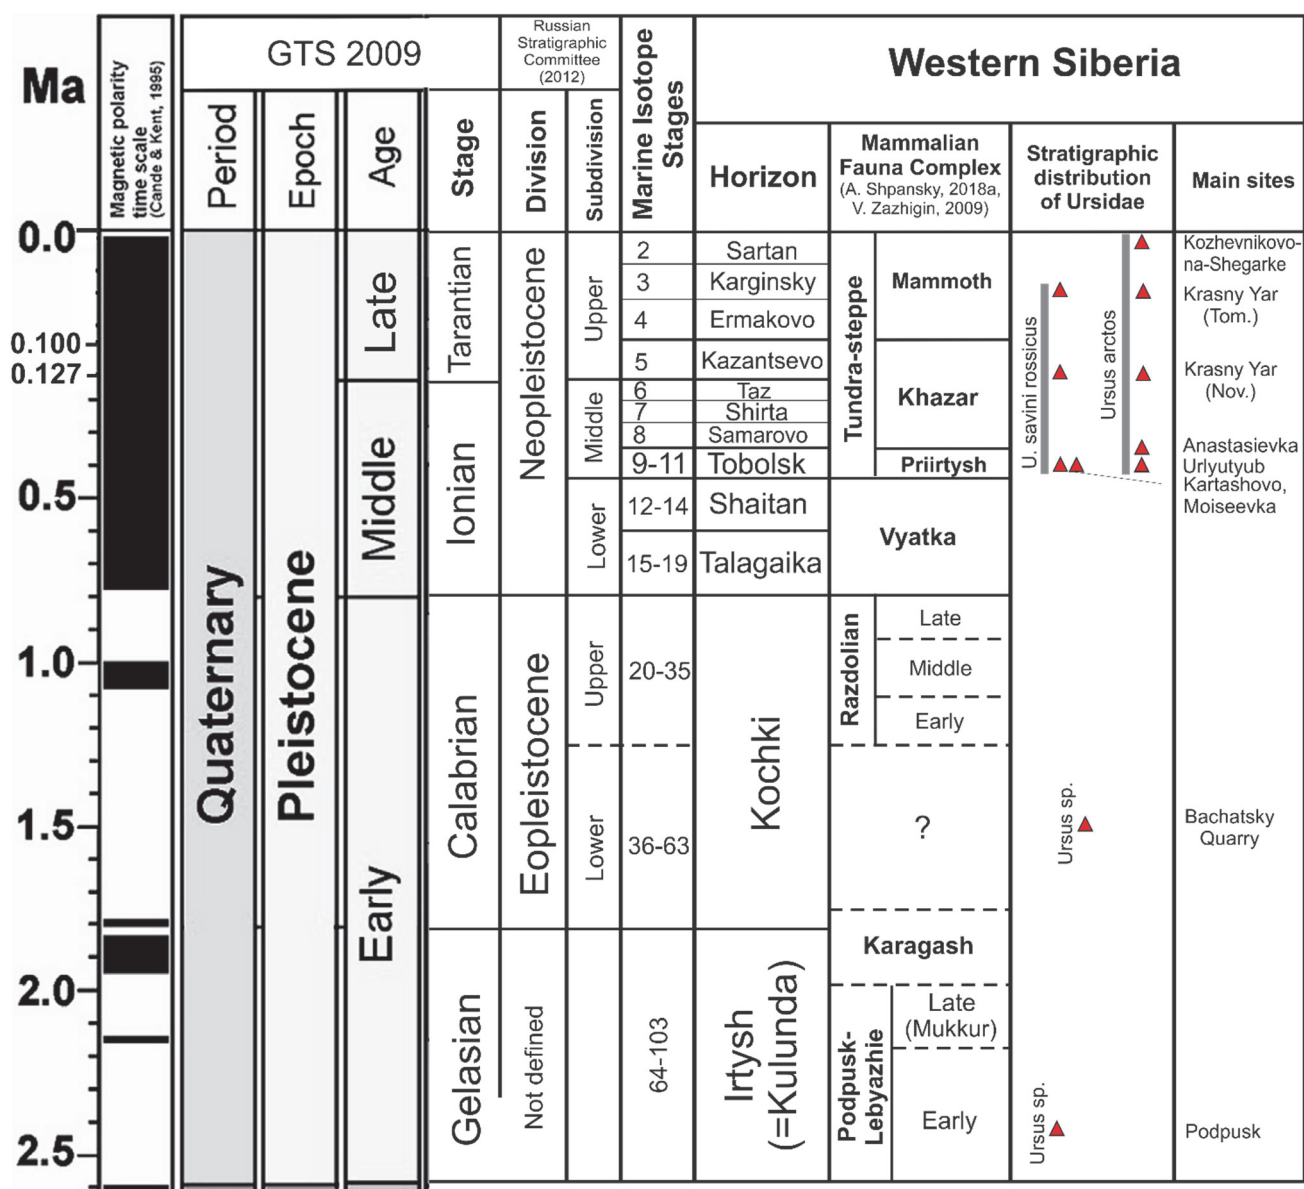 Ma
Magnetic polarity
time scale
(Cande & Kent, 1995)
GTS 2009
Period
Epoch
Age
Stage
Russian
Stratigraphic
Committee
(2012)
Division
Subdivision
Marine Isotope
Stages
Western Siberia
Horizon
Mammalian
Fauna Complex
(A. Shpansky, 2018a,
V. Zazhigin, 2009)
Stratigraphic
distribution
of Ursidae
Main sites
0.0
0.100
0.127
0.5
1.0
1.5
2.0
2.5
Quaternary
Pleistocene
Late
Middle
Early
Tarantian
Ionian
Calabrian
Gelasian
Neopleistocene
Eopleistocene
Not defined
Upper
Middle
Lower
Upper
Lower
2
3
4
5
6
7
8
9-11
12-14
15-19
20-35
36-63
64-103
Sartan
Karginsky
Ermakovo
Kazantsevo
Taz
Shirta
Samarovo
Tobolsk
Shaitan
Talagaika
Kochki
Irtysh
(=Kulunda)
Tundra-steppe
Mammoth
Khazar
Priirtysh
Vyatka
Razdolian
Late
Middle
Early
?
Karagash
Podpusk-
Lebyazhie
Late
(Mukkur)
Early
U. savini rossicus
Ursus arctos
Ursus sp.
Ursus sp.
Kozhevnikovo-
na-Shegarke
Krasny Yar
(Tom.)
Krasny Yar
(Nov.)
Anastasievka
Urlyutyub
Kartashovo,
Moiseevka
Bachatsky
Quarry
Podpusk